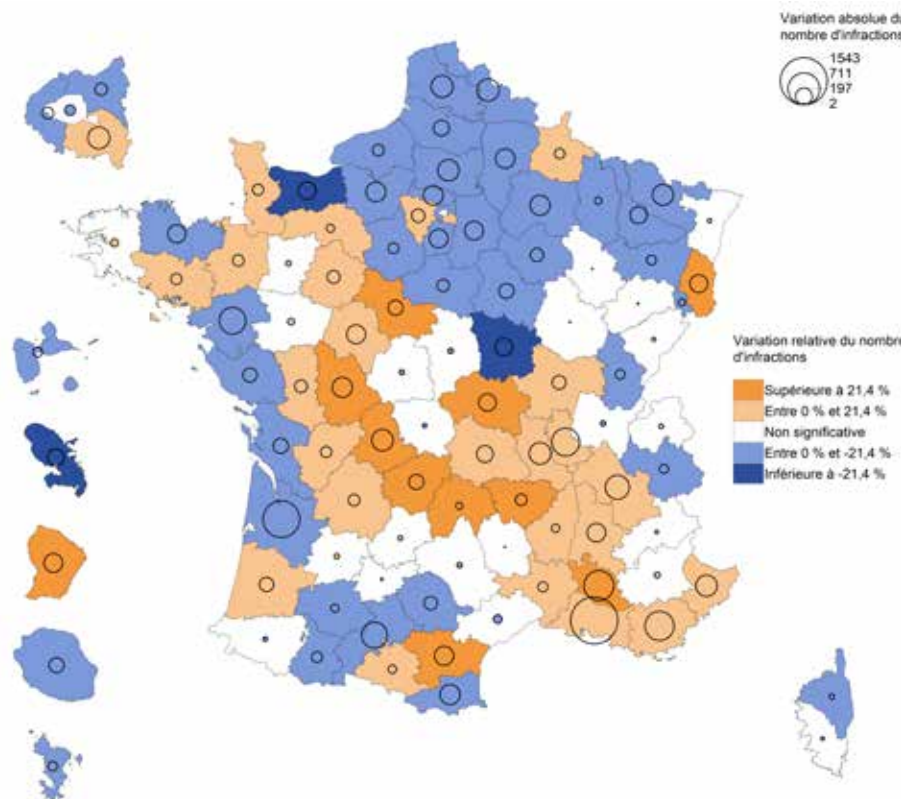 Variation absolue du
nombre d'infractions
1543
711
197
2
Variation relative du nombre
d'infractions
Supérieure à 21,4 %
Entre 0 % et 21,4 %
Non significative
Entre 0 % et -21,4 %
Inférieure à -21,4 %